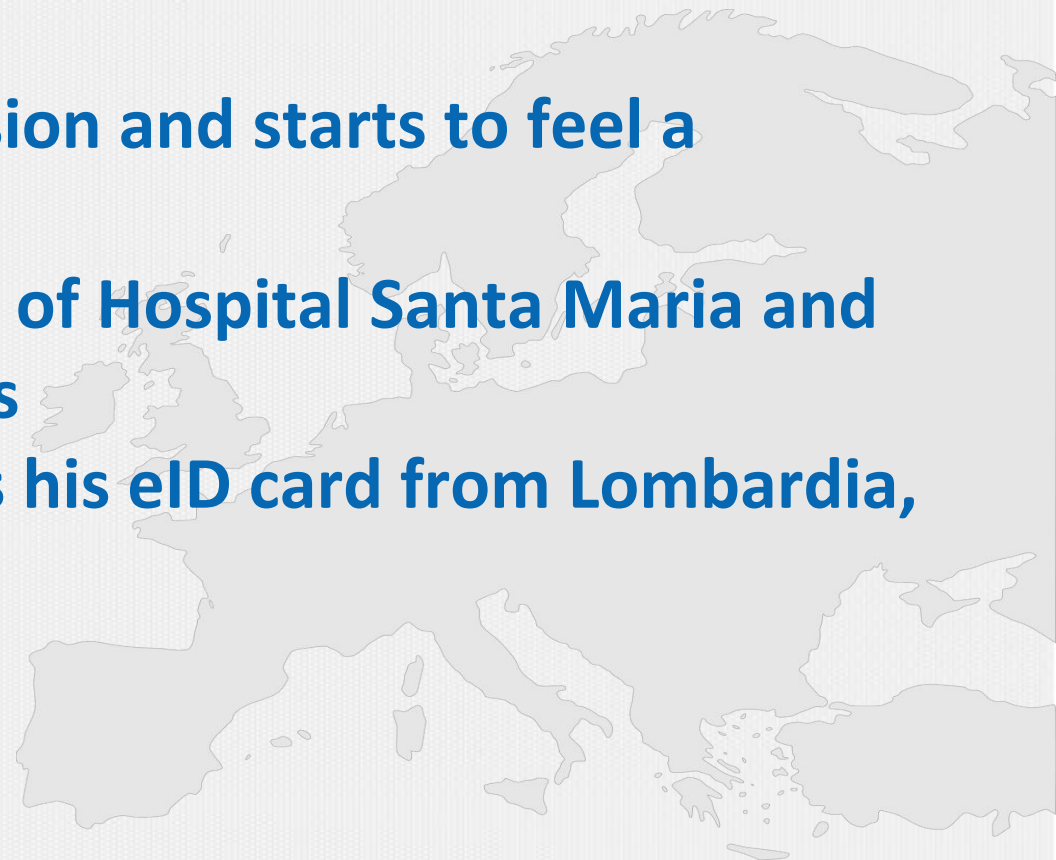 sion and starts to feel a
of Hospital Santa Maria and
s
s his eID card from Lombardia,